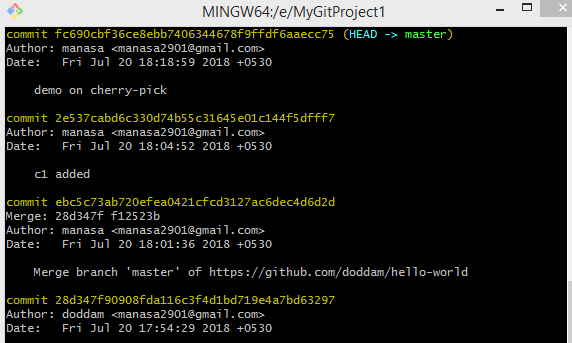 MINGW64:/e/MyGitProject1
commit fc690cbf36ce8ebb7406344678f9ffdf6aaecc75 (HEAD -> master)
Author: manasa <manasa2901@gmail.com>
Date:   Fri Jul 20 18:18:59 2018 +0530
demo on cherry-pick
commit 2e537cabd6c330d74b55c31645e01c144f5dfff7
Author: manasa <manasa2901@gmail.com>
Date:   Fri Jul 20 18:04:52 2018 +0530
c1 added
commit ebc5c73ab720efea0421cfcd3127ac6dec4d6d2d
Merge: 28d347f f12523b
Author: manasa <manasa2901@gmail.com>
Date:   Fri Jul 20 18:01:36 2018 +0530
Merge branch 'master' of https://github.com/doddam/hello-world
commit 28d347f90908fda116c3f4d1bd719e4a7bd63297
Author: doddam <manasa2901@gmail.com>
Date:   Fri Jul 20 17:54:29 2018 +0530